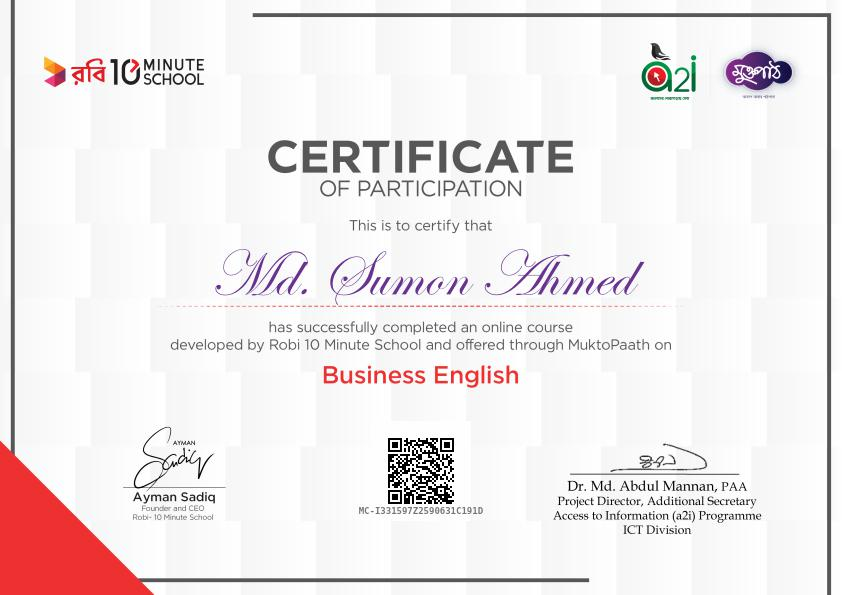 রবি 10 MINUTE SCHOOL
a2i
মুক্তপাঠ
CERTIFICATE
OF PARTICIPATION
This is to certify that
Md. Sumon Ahmed
has successfully completed an online course
developed by Robi 10 Minute School and offered through MuktoPaath on
Business English
AYMAN
Sadiq
Ayman Sadiq
Founder and CEO
Robi- 10 Minute School
MC-I331597Z2590631C191D
Dr. Md. Abdul Mannan, PAA
Project Director, Additional Secretary
Access to Information (a2i) Programme
ICT Division